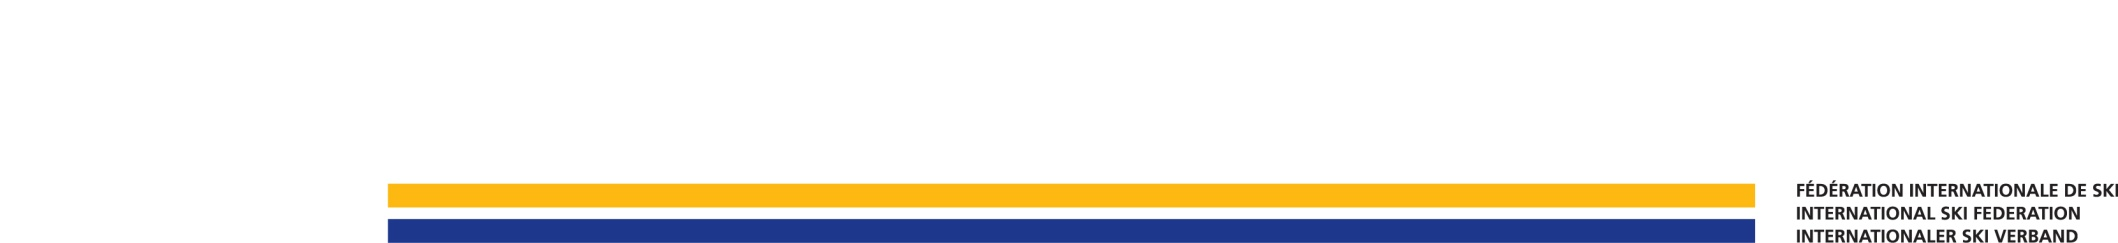 FÉDÉRATION INTERNATIONALE DE SKI
INTERNATIONAL SKI FEDERATION
INTERNATIONALER SKI VERBAND